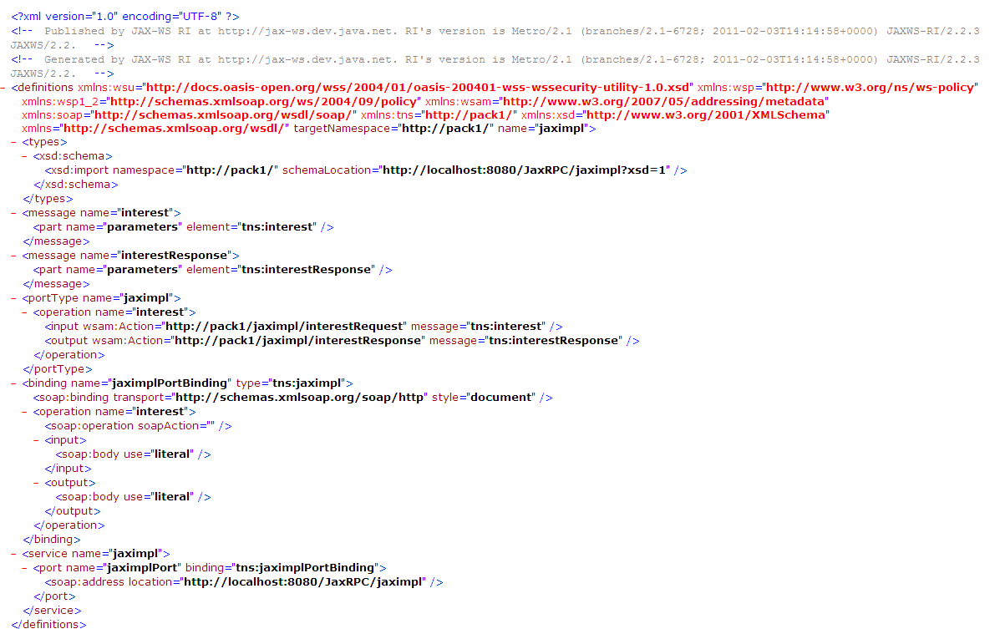 <?xml version="1.0" encoding="UTF-8" ?>
<!-- Published by JAX-WS RI at http://jax-ws.dev.java.net. RI's version is Metro/2.1 (branches/2.1-6728; 2011-02-03T14:14:58+0000) JAXWS-RI/2.2.3
JAXWS/2.2. -->
<!-- Generated by JAX-WS RI at http://jax-ws.dev.java.net. RI's version is Metro/2.1 (branches/2.1-6728; 2011-02-03T14:14:58+0000) JAXWS-RI/2.2.3
JAXWS/2.2. -->
- <definitions xmlns:wsu="http://docs.oasis-open.org/wss/2004/01/oasis-200401-wss-wssecurity-utility-1.0.xsd" xmlns:wsp="http://www.w3.org/ns/ws-policy"
xmlns:wsp1_2="http://schemas.xmlsoap.org/ws/2004/09/policy" xmlns:wsam="http://www.w3.org/2007/05/addressing/metadata"
xmlns:soap="http://schemas.xmlsoap.org/wsdl/soap/" xmlns:tns="http://pack1/" xmlns:xsd="http://www.w3.org/2001/XMLSchema"
xmlns="http://schemas.xmlsoap.org/wsdl/" targetNamespace="http://pack1/" name="jaximpl">
- <types>
- <xsd:schema>
<xsd:import namespace="http://pack1/" schemaLocation="http://localhost:8080/JaxRPC/jaximpl?xsd=1" />
</xsd:schema>
</types>
- <message name="interest">
<part name="parameters" element="tns:interest" />
</message>
- <message name="interestResponse">
<part name="parameters" element="tns:interestResponse" />
</message>
- <portType name="jaximpl">
- <operation name="interest">
<input wsam:Action="http://pack1/jaximpl/interestRequest" message="tns:interest" />
<output wsam:Action="http://pack1/jaximpl/interestResponse" message="tns:interestResponse" />
</operation>
</portType>
- <binding name="jaximplPortBinding" type="tns:jaximpl">
<soap:binding transport="http://schemas.xmlsoap.org/soap/http" style="document" />
- <operation name="interest">
<soap:operation soapAction="" />
- <input>
<soap:body use="literal" />
</input>
- <output>
<soap:body use="literal" />
</output>
</operation>
</binding>
- <service name="jaximpl">
- <port name="jaximplPort" binding="tns:jaximplPortBinding">
<soap:address location="http://localhost:8080/JaxRPC/jaximpl" />
</port>
</service>
</definitions>